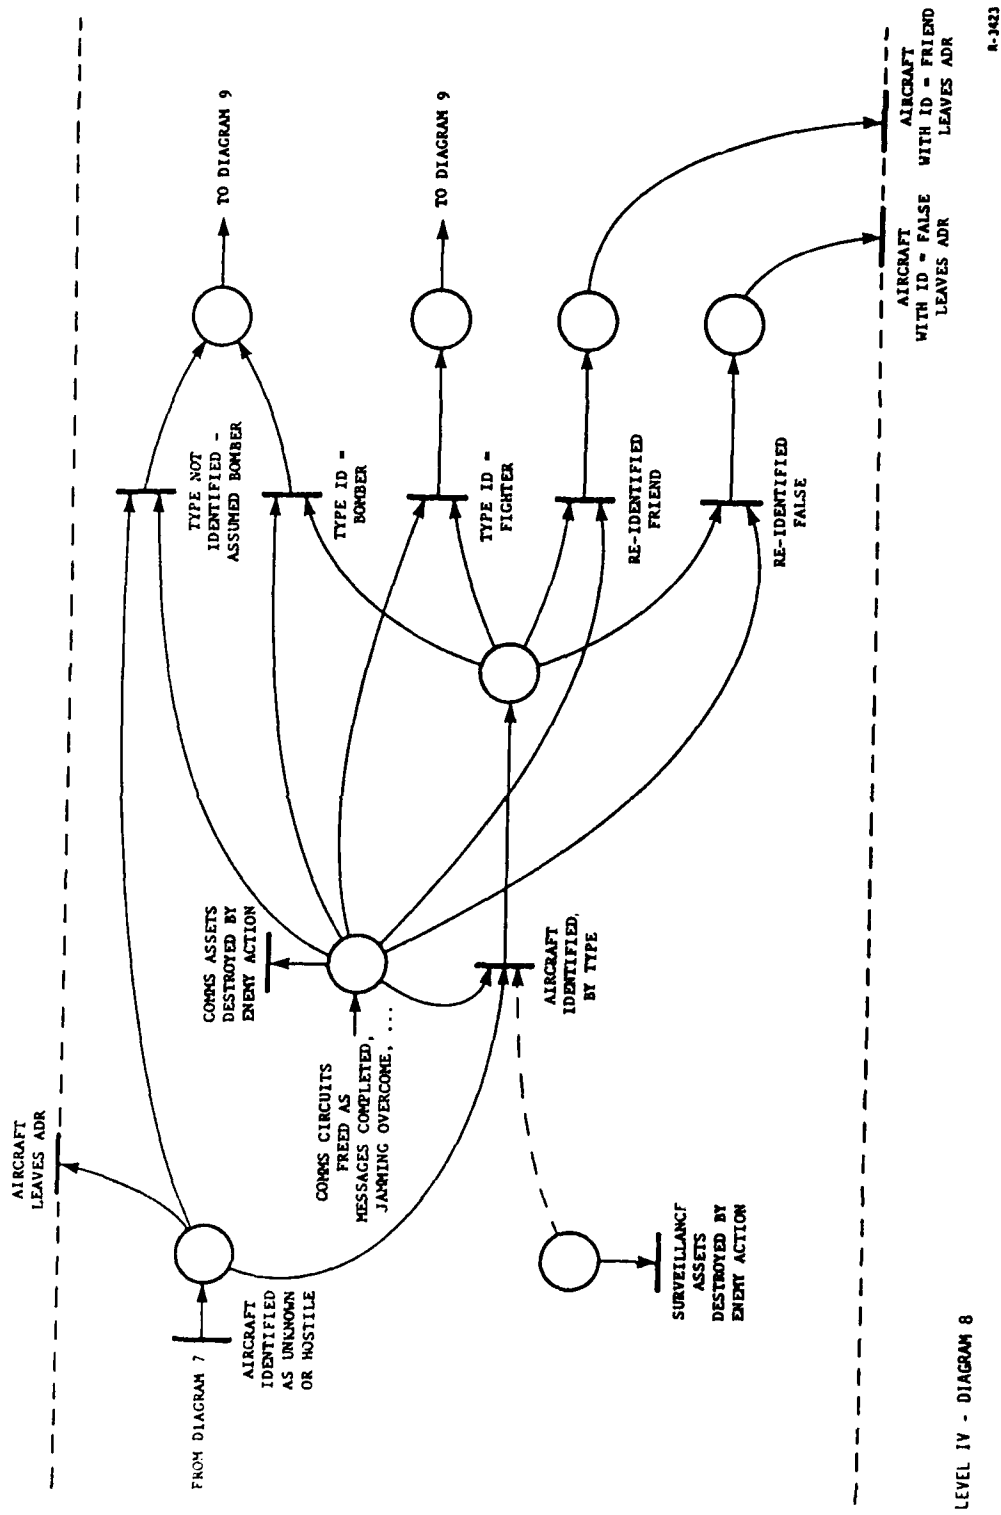 AIRCRAFT
LEAVES ADR
FROM DIAGRAM 7
AIRCRAFT
IDENTIFIED
AS UNKNOWN
OR HOSTILE
COMMS CIRCUITS
FREED AS
MESSAGES COMPLETED,
JAMMING OVERCOME, ...
COMMS ASSETS
DESTROYED BY
ENEMY ACTION
SURVEILLANCE
ASSETS
DESTROYED BY
ENEMY ACTION
AIRCRAFT
IDENTIFIED,
BY TYPE
TYPE NOT
IDENTIFIED -
ASSUMED BOMBER
TYPE ID =
BOMBER
TYPE ID =
FIGHTER
RE-IDENTIFIED
FRIEND
RE-IDENTIFIED
FALSE
TO DIAGRAM 9
TO DIAGRAM 9
AIRCRAFT
WITH ID = FALSE
LEAVES ADR
AIRCRAFT
WITH ID = FRIEND
LEAVES ADR
LEVEL IV - DIAGRAM 8
R-3423